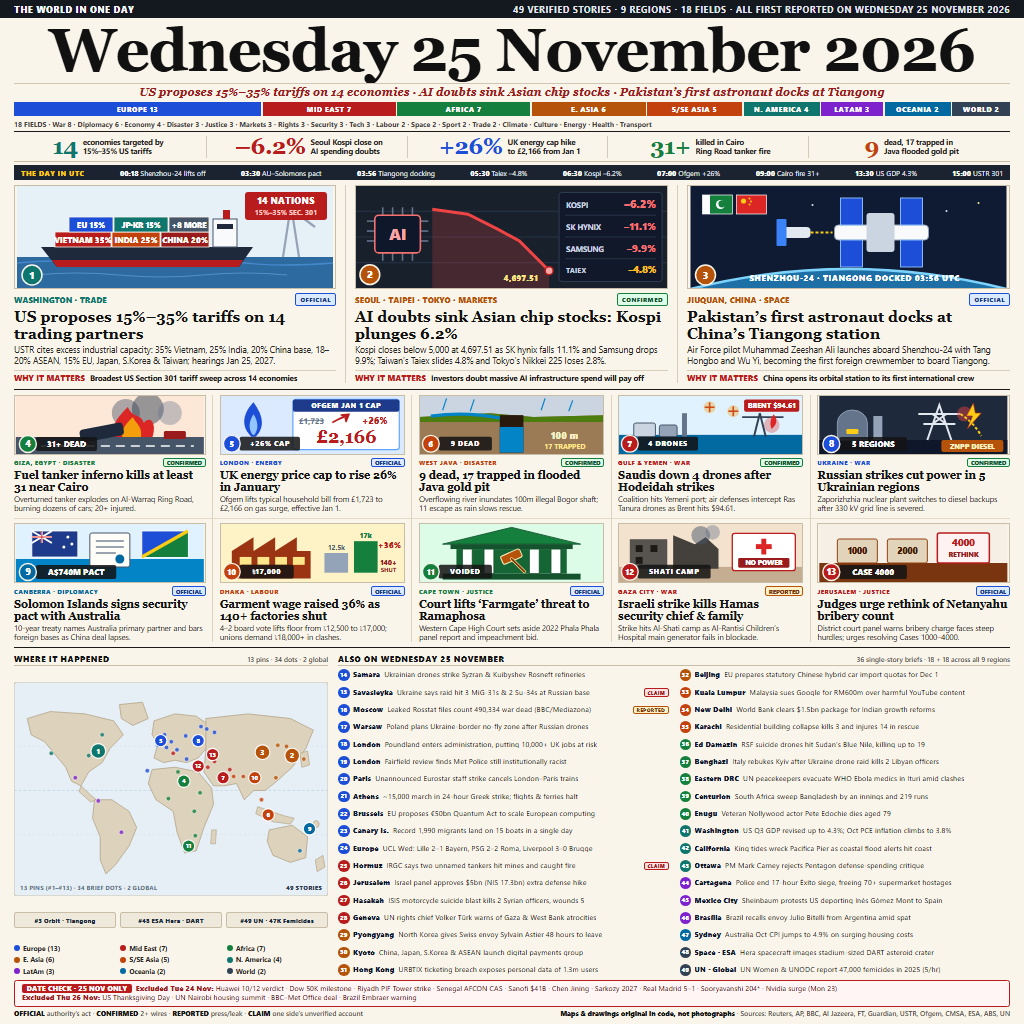 THE WORLD IN ONE DAY
49 VERIFIED STORIES · 9 REGIONS · 18 FIELDS · ALL FIRST REPORTED ON WEDNESDAY 25 NOVEMBER 2026
Wednesday 25 November 2026
US proposes 15%–35% tariffs on 14 economies · AI doubts sink Asian chip stocks · Pakistan's first astronaut docks at Tiangong
EUROPE 13
MID EAST 7
AFRICA 7
E. ASIA 6
S/SE ASIA 5
N. AMERICA 4
LATAM 3
OCEANIA 2
WORLD 2
18 FIELDS · War 8 · Diplomacy 6 · Economy 4 · Disaster 3 · Justice 3 · Markets 3 · Rights 3 · Security 3 · Tech 3 · Labour 2 · Space 2 · Sport 2 · Trade 2 · Climate · Culture · Energy · Health · Transport
14 economies targeted by
15%–35% US tariffs
−6.2% Seoul Kospi close on
AI spending doubts
+26% UK energy cap hike
to £2,166 from Jan 1
31+ killed in Cairo
Ring Road tanker fire
9 dead, 17 trapped in
Java flooded gold pit
THE DAY IN UTC
00:18 Shenzhou-24 lifts off
03:30 AU–Solomons pact
03:56 Tiangong docking
05:30 Taiex −4.8%
06:30 Kospi −6.2%
07:00 Ofgem +26%
09:00 Cairo fire 31+
13:30 US GDP 4.3%
15:00 USTR 301
14 NATIONS
15%–35% SEC. 301
EU 15%
JP·KR 15%
+8 MORE
VIETNAM 35%
INDIA 25%
CHINA 20%
1
WASHINGTON · TRADE
OFFICIAL
US proposes 15%–35% tariffs on 14
trading partners
USTR cites excess industrial capacity: 35% Vietnam, 25% India, 20% China base, 18–
20% ASEAN, 15% EU, Japan, S.Korea & Taiwan; hearings Jan 25, 2027.
WHY IT MATTERS Broadest US Section 301 tariff sweep across 14 economies
AI
4,697.51
KOSPI −6.2%
SK HYNIX −11.1%
SAMSUNG −9.9%
TAIEX −4.8%
2
SEOUL · TAIPEI · TOKYO · MARKETS
CONFIRMED
AI doubts sink Asian chip stocks: Kospi
plunges 6.2%
Kospi closes below 5,000 at 4,697.51 as SK hynix falls 11.1% and Samsung drops
9.9%; Taiwan's Taiex slides 4.8% and Tokyo's Nikkei 225 loses 2.8%.
WHY IT MATTERS Investors doubt massive AI infrastructure spend will pay off
3
SHENZHOU-24 · TIANGONG DOCKED 03:56 UTC
JIUQUAN, CHINA · SPACE
OFFICIAL
Pakistan's first astronaut docks at
China's Tiangong station
Air Force pilot Muhammad Zeeshan Ali launches aboard Shenzhou-24 with Tang
Hongbo and Wu Yi, becoming the first foreign crewmember to board Tiangong.
WHY IT MATTERS China opens its orbital station to its first international crew
4
31+ DEAD
GIZA, EGYPT · DISASTER
CONFIRMED
Fuel tanker inferno kills at least
31 near Cairo
Overturned tanker explodes on Al-Warraq Ring Road,
burning dozens of cars; 20+ injured.
OFGEM JAN 1 CAP
£1,723
+26%
£2,166
5
+26% CAP
LONDON · ENERGY
OFFICIAL
UK energy price cap to rise 26%
in January
Ofgem lifts typical household bill from £1,723 to
£2,166 on gas surge, effective Jan 1.
100 m
17 TRAPPED
6
9 DEAD
WEST JAVA · DISASTER
CONFIRMED
9 dead, 17 trapped in flooded
Java gold pit
Overflowing river inundates 100m illegal Bogor shaft;
11 escape as rain slows rescue.
BRENT $94.61
7
4 DRONES
GULF & YEMEN · WAR
CONFIRMED
Saudis down 4 drones after
Hodeidah strikes
Coalition hits Yemeni port; air defenses intercept Ras
Tanura drones as Brent hits $94.61.
8
5 REGIONS
ZNPP DIESEL
UKRAINE · WAR
CONFIRMED
Russian strikes cut power in 5
Ukrainian regions
Zaporizhzhia nuclear plant switches to diesel backups
after 330 kV grid line is severed.
9
A$740M PACT
CANBERRA · DIPLOMACY
OFFICIAL
Solomon Islands signs security
pact with Australia
10-year treaty names Australia primary partner and bars
foreign bases as China deal lapses.
12.5k
17k
+36%
140+
SHUT
10
৳17,000
DHAKA · LABOUR
OFFICIAL
Garment wage raised 36% as
140+ factories shut
4–2 board vote lifts floor from ৳12,500 to ৳17,000;
unions demand ৳18,000+ in clashes.
11
VOIDED
CAPE TOWN · JUSTICE
OFFICIAL
Court lifts ‘Farmgate’ threat to
Ramaphosa
Western Cape High Court sets aside 2022 Phala Phala
panel report and impeachment bid.
NO POWER
12
SHATI CAMP
GAZA CITY · WAR
REPORTED
Israeli strike kills Hamas
security chief & family
Strike hits Al-Shati camp as Al-Rantisi Children's
Hospital main generator fails in blockade.
1000
2000
4000
RETHINK
13
CASE 4000
JERUSALEM · JUSTICE
OFFICIAL
Judges urge rethink of Netanyahu
bribery count
District court panel warns bribery charge faces steep
hurdles; urges resolving Cases 1000–4000.
WHERE IT HAPPENED
13 pins · 34 dots · 2 global
1
5
8
13
12
4
7
10
3
2
6
9
11
13 PINS (#1–#13) · 34 BRIEF DOTS · 2 GLOBAL
49 STORIES
#3 Orbit · Tiangong
#48 ESA Hera · DART
#49 UN · 47K Femicides
Europe (13)
Mid East (7)
Africa (7)
E. Asia (6)
S/SE Asia (5)
N. America (4)
LatAm (3)
Oceania (2)
World (2)
ALSO ON WEDNESDAY 25 NOVEMBER
36 single-story briefs · 18 + 18 across all 9 regions
14 Samara Ukrainian drones strike Syzran & Kuibyshev Rosneft refineries
15 Savasleyka Ukraine says raid hit 3 MiG-31s & 2 Su-34s at Russian base CLAIM
16 Moscow Leaked Rosstat files count 490,334 war dead (BBC/Mediazona) REPORTED
17 Warsaw Poland plans Ukraine-border no-fly zone after Russian drones
18 London Poundland enters administration, putting 10,000+ UK jobs at risk
19 London Fairfield review finds Met Police still institutionally racist
20 Paris Unannounced Eurostar staff strike cancels London–Paris trains
21 Athens ~15,000 march in 24-hour Greek strike; flights & ferries halt
22 Brussels EU proposes €50bn Quantum Act to scale European computing
23 Canary Is. Record 1,990 migrants land on 15 boats in a single day
24 Europe UCL Wed: Lille 2–1 Bayern, PSG 2–2 Roma, Liverpool 3–0 Brugge
25 Hormuz IRGC says two unnamed tankers hit mines and caught fire CLAIM
26 Jerusalem Israel panel approves $5bn (NIS 17.3bn) extra defense hike
27 Hasakah ISIS motorcycle suicide blast kills 2 Syrian officers, wounds 5
28 Geneva UN rights chief Volker Türk warns of Gaza & West Bank atrocities
29 Pyongyang North Korea gives Swiss envoy Sylvain Astier 48 hours to leave
30 Kyoto China, Japan, S.Korea & ASEAN launch digital payments group
31 Hong Kong URBTIX ticketing breach exposes personal data of 1.3m users
32 Beijing EU prepares statutory Chinese hybrid car import quotas for Dec 1
33 Kuala Lumpur Malaysia sues Google for RM600m over harmful YouTube content
34 New Delhi World Bank clears $1.5bn package for Indian growth reforms
35 Karachi Residential building collapse kills 3 and injures 14 in rescue
36 Ed Damazin RSF suicide drones hit Sudan's Blue Nile, killing up to 19
37 Benghazi Italy rebukes Kyiv after Ukraine drone raid kills 2 Libyan officers
38 Eastern DRC UN peacekeepers evacuate WHO Ebola medics in Ituri amid clashes
39 Centurion South Africa sweep Bangladesh by an innings and 219 runs
40 Enugu Veteran Nollywood actor Pete Edochie dies aged 79
41 Washington US Q3 GDP revised up to 4.3%; Oct PCE inflation climbs to 3.8%
42 California King tides wreck Pacifica Pier as coastal flood alerts hit coast
43 Ottawa PM Mark Carney rejects Pentagon defense-spending critique
44 Cartagena Police end 17-hour Éxito siege, freeing 70+ supermarket hostages
45 Mexico City Sheinbaum protests US deporting Inés Gómez Mont to Spain
46 Brasília Brazil recalls envoy Julio Bitelli from Argentina amid spat
47 Sydney Australia Oct CPI jumps to 4.9% on surging housing costs
48 Space · ESA Hera spacecraft images stadium-sized DART asteroid crater
49 UN · Global UN Women & UNODC report 47,000 femicides in 2025 (5/hr)
DATE CHECK · 25 NOV ONLY Excluded Tue 24 Nov: Huawei 10/12 verdict · Dow 50K milestone · Riyadh PIF Tower strike · Senegal AFCON CAS · Sanofi $41B · Chen Jining · Sarkozy 2027 · Real Madrid 5–1 · Sooryavanshi 204* · Nvidia surge (Mon 23)
Excluded Thu 26 Nov: US Thanksgiving Day · UN Nairobi housing summit · BBC–Met Office deal · Brazil Embraer warning
OFFICIAL authority's act · CONFIRMED 2+ wires · REPORTED press/leak · CLAIM one side's unverified account
Maps & drawings original in code, not photographs · Sources: Reuters, AP, BBC, Al Jazeera, FT, Guardian, USTR, Ofgem, CMSA, ESA, ABS, UN